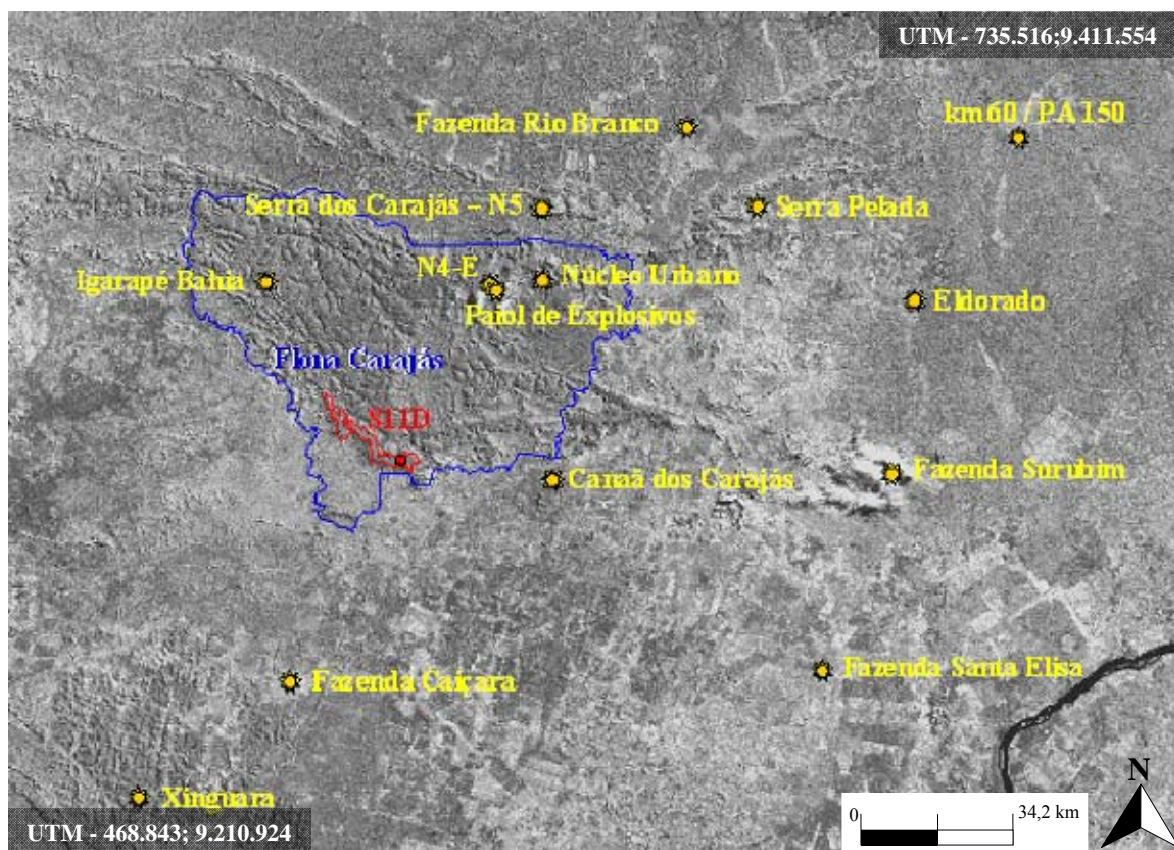 UTM - 735.516;9.411.554
km 60 / PA 150
Fazenda Rio Branco
Serra dos Carajás – N5
Serra Pelada
N4-E
Núcleo Urbano
Igarapé Bahia
Eldorado
Paiol de Explosivos
Flona Carajás
S11D
Fazenda Surubim
Canaã dos Carajás
Fazenda Santa Elisa
Fazenda Caiçara
Xinguara
N
0
34,2 km
UTM - 468.843; 9.210.924